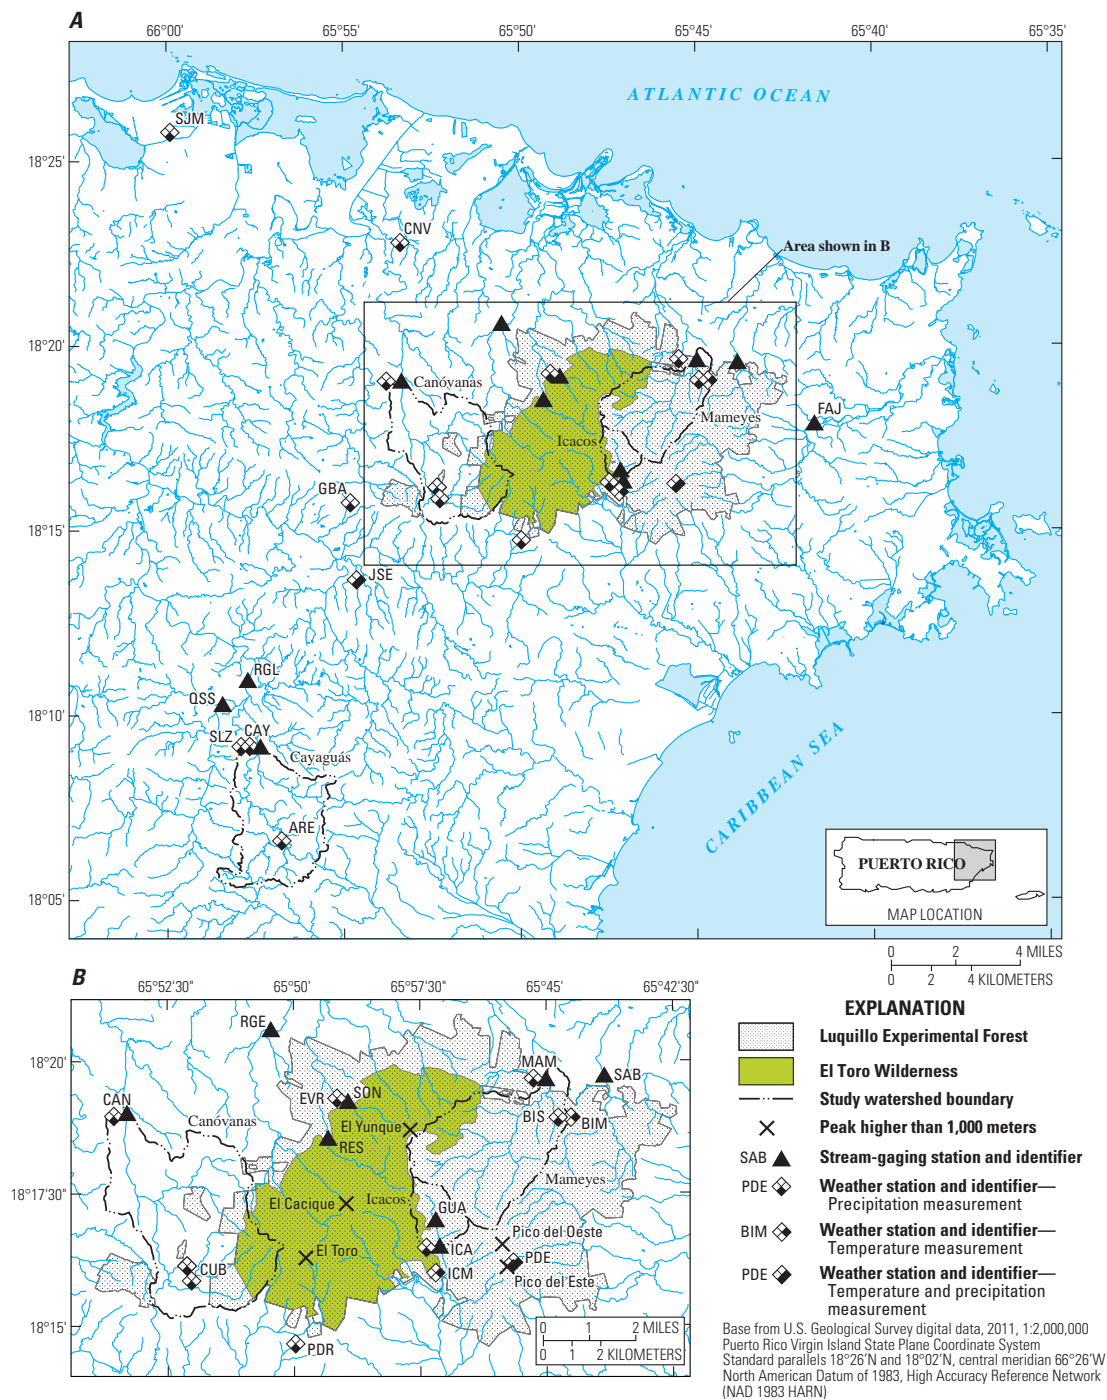 A
66°00'
65°55'
65°50'
65°45'
65°40'
65°35'
ATLANTIC OCEAN
SJM
18°25'
CNV
Area shown in B
18°20'
Canóvanas
Mameyes
FAJ
Icacos
GBA
18°15'
JSE
RGL
QSS
18°10'
SLZ
CAY
Cayaguás
CARIBBEAN SEA
ARE
PUERTO RICO
MAP LOCATION
18°05'
0 2 4 MILES
0 2 4 KILOMETERS
B
65°52'30"
65°50'
65°57'30"
65°45'
65°42'30"
RGE
18°20'
MAM
SAB
CAN
EVR
SON
BIS
BIM
Canóvanas
El Yunque
RES
18°17'30"
Mameyes
El Cacique
Icacos
GUA
Pico del Oeste
El Toro
ICA
PDE
CUB
ICM
Pico del Este
18°15'
PDR
0 1 2 MILES
0 1 2 KILOMETERS
EXPLANATION
Luquillo Experimental Forest
El Toro Wilderness
Study watershed boundary
Peak higher than 1,000 meters
SAB Stream-gaging station and identifier
PDE Weather station and identifier—
Precipitation measurement
BIM Weather station and identifier—
Temperature measurement
PDE Weather station and identifier—
Temperature and precipitation
measurement
Base from U.S. Geological Survey digital data, 2011, 1:2,000,000
Puerto Rico Virgin Island State Plane Coordinate System
Standard parallels 18°26'N and 18°02'N, central meridian 66°26'W
North American Datum of 1983, High Accuracy Reference Network
(NAD 1983 HARN)